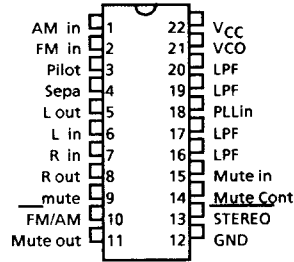 AM in 1 22 VCC
FM in 2 21 VCO
Pilot 3 20 LPF
Sepa 4 19 LPF
L out 5 18 PLLin
L in 6 17 LPF
R in 7 16 LPF
R out 8 15 Mute in
mute 9 14 Mute Cont
FM/AM 10 13 STEREO
Mute out 11 12 GND